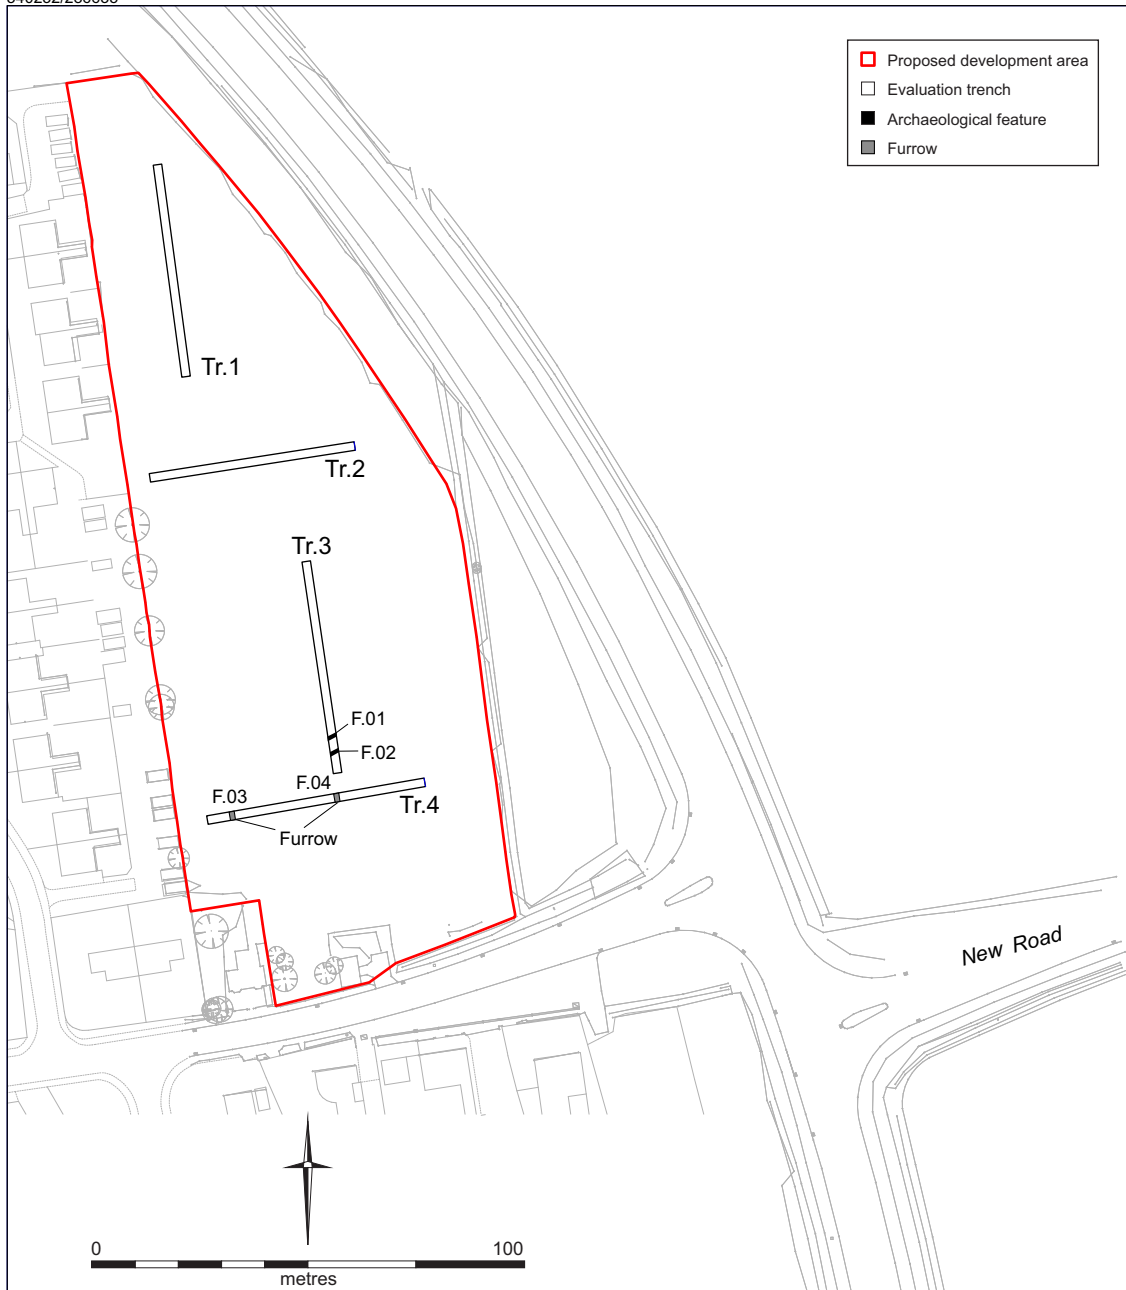 Proposed development area
Evaluation trench
Archaeological feature
Furrow
Tr.1
Tr.2
Tr.3
F.01
F.02
F.04
F.03
Tr.4
Furrow
New Road
0 100
metres